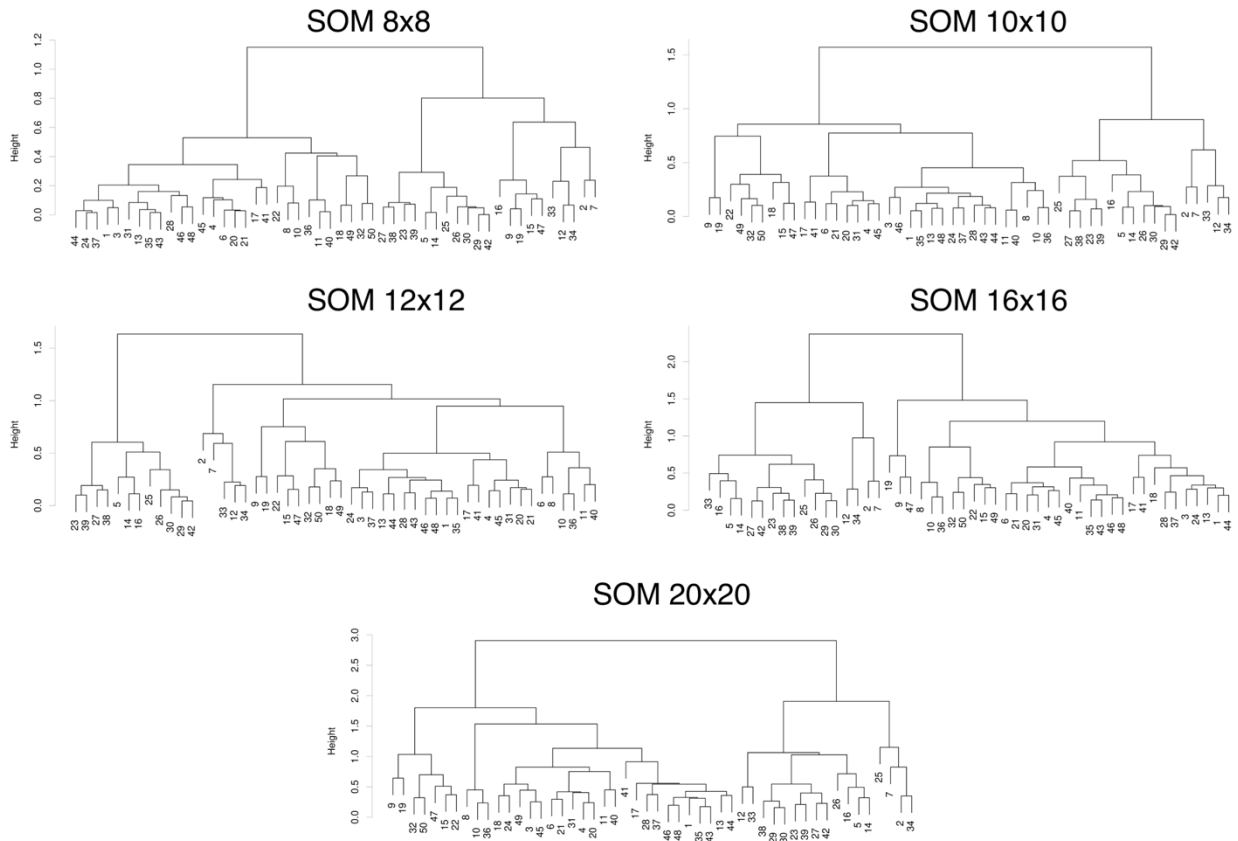 SOM 8x8
Height
0.0 0.2 0.4 0.6 0.8 1.0 1.2
44 24 37 1 3 31 13 35 43 28 46 48 45 4 6 20 21 17 41 22 8 10 36 11 40 18 49 32 50 27 38 23 39 5 14 25 26 30 29 42 16 9 19 15 47 33 12 34 2 7
SOM 10x10
Height
0.0 0.5 1.0 1.5
9 19 22 49 32 50 18 15 47 17 41 6 21 20 31 4 45 3 46 1 35 13 48 24 37 28 43 44 11 40 8 10 36 25 27 38 23 39 16 5 14 26 30 29 42 2 7 33 12 34
SOM 12x12
Height
0.0 0.5 1.0 1.5
23 39 27 38 5 14 16 25 26 30 29 42 2 7 33 12 34 9 19 22 15 47 32 50 18 49 24 3 37 13 44 28 43 46 48 1 35 17 41 4 45 31 20 21 6 8 10 36 11 40
SOM 16x16
Height
0.0 0.5 1.0 1.5 2.0
33 16 5 14 27 42 23 38 39 25 26 29 30 12 34 2 7 19 9 47 8 10 36 32 50 22 15 49 6 21 20 31 4 45 40 11 35 43 46 48 17 41 18 28 37 3 24 13 1 44
SOM 20x20
Height
0.0 0.5 1.0 1.5 2.0 2.5 3.0
9 19 32 50 47 15 22 8 10 36 18 24 49 3 45 6 21 31 4 20 11 40 41 17 28 37 46 48 1 35 43 13 44 12 33 38 29 30 23 39 27 42 26 16 5 14 25 7 2 34